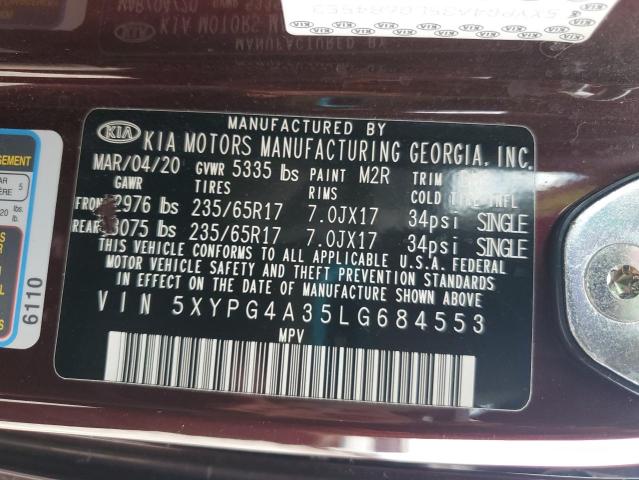 MANUFACTURED BY
KIA KIA MOTORS MANUFACTURING GEORGIA, INC.
MAR/04/20 GVWR 5335 lbs PAINT M2R TRIM
GAWR TIRES RIMS COLD TIRE INFL
FRONT 2976 lbs 235/65R17 7.0JX17 34psi SINGLE
REAR 3075 lbs 235/65R17 7.0JX17 34psi SINGLE
THIS VEHICLE CONFORMS TO ALL APPLICABLE U.S.A. FEDERAL
MOTOR VEHICLE SAFETY AND THEFT PREVENTION STANDARDS
IN EFFECT ON THE DATE OF MANUFACTURE SHOWN ABOVE.
VIN 5XYPG4A35LG684553
MPV
6110